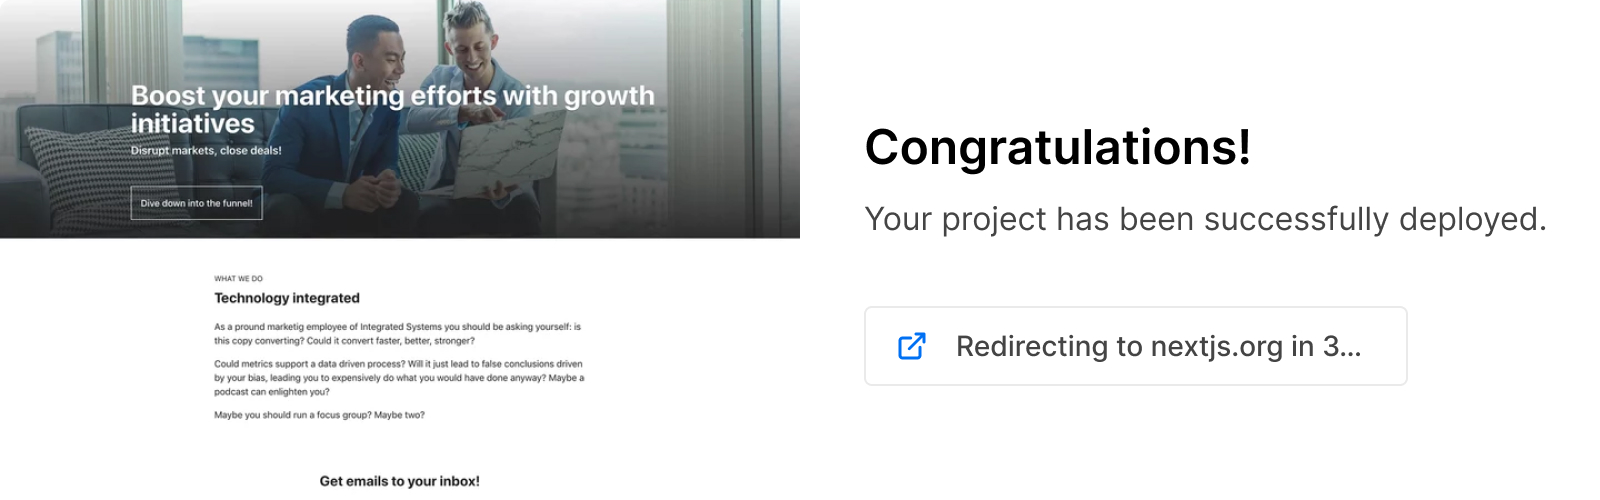 Boost your marketing efforts with growth
initiatives
Disrupt markets, close deals!
Dive down into the funnel!
WHAT WE DO
Technology integrated
As a pround marketig employee of Integrated Systems you should be asking yourself: is
this copy converting? Could it convert faster, better, stronger?
Could metrics support a data driven process? Will it just lead to false conclusions driven
by your bias, leading you to expensively do what you would have done anyway? Maybe a
podcast can enlighten you?
Maybe you should run a focus group? Maybe two?
Get emails to your inbox!
Congratulations!
Your project has been successfully deployed.
Redirecting to nextjs.org in 3...